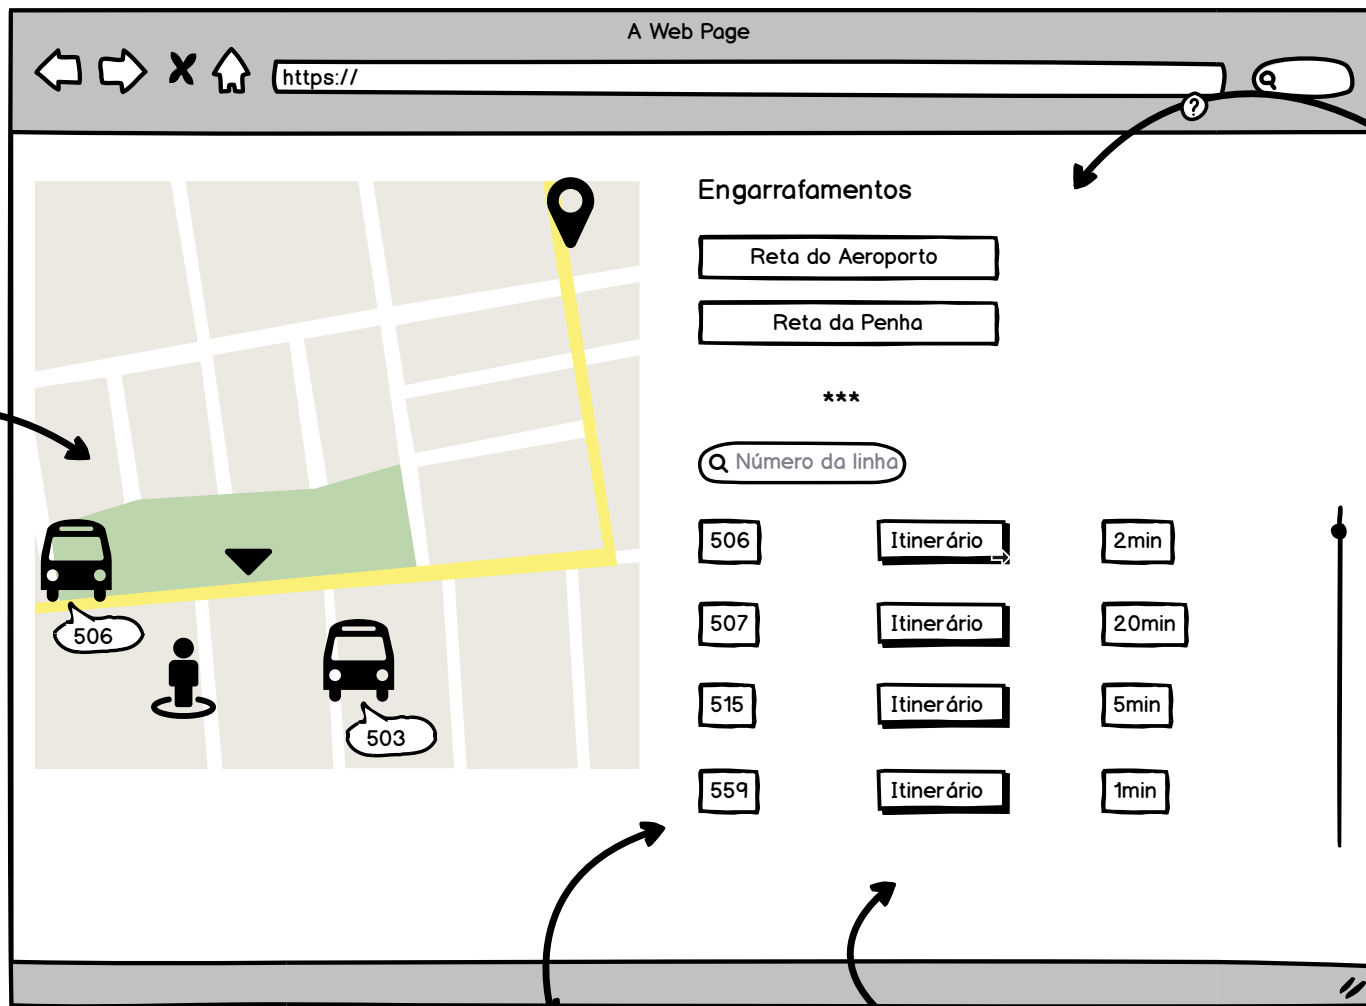 A Web Page
https://
?
Engarrafamentos
Reta do Aeroporto
Reta da Penha
***
Número da linha
506 Itinerário 2min
507 Itinerário 20min
515 Itinerário 5min
559 Itinerário 1min
506
503